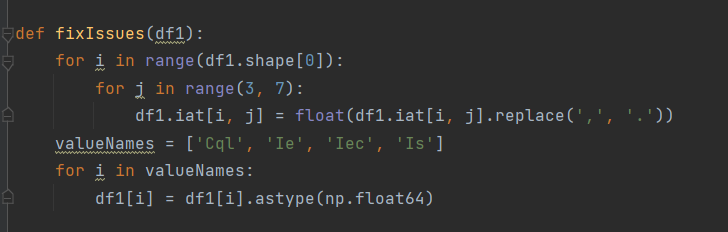 def fixIssues(df1):
    for i in range(df1.shape[0]):
        for j in range(3, 7):
            df1.iat[i, j] = float(df1.iat[i, j].replace(',', '.'))
    valueNames = ['Cql', 'Ie', 'Iec', 'Is']
    for i in valueNames:
        df1[i] = df1[i].astype(np.float64)